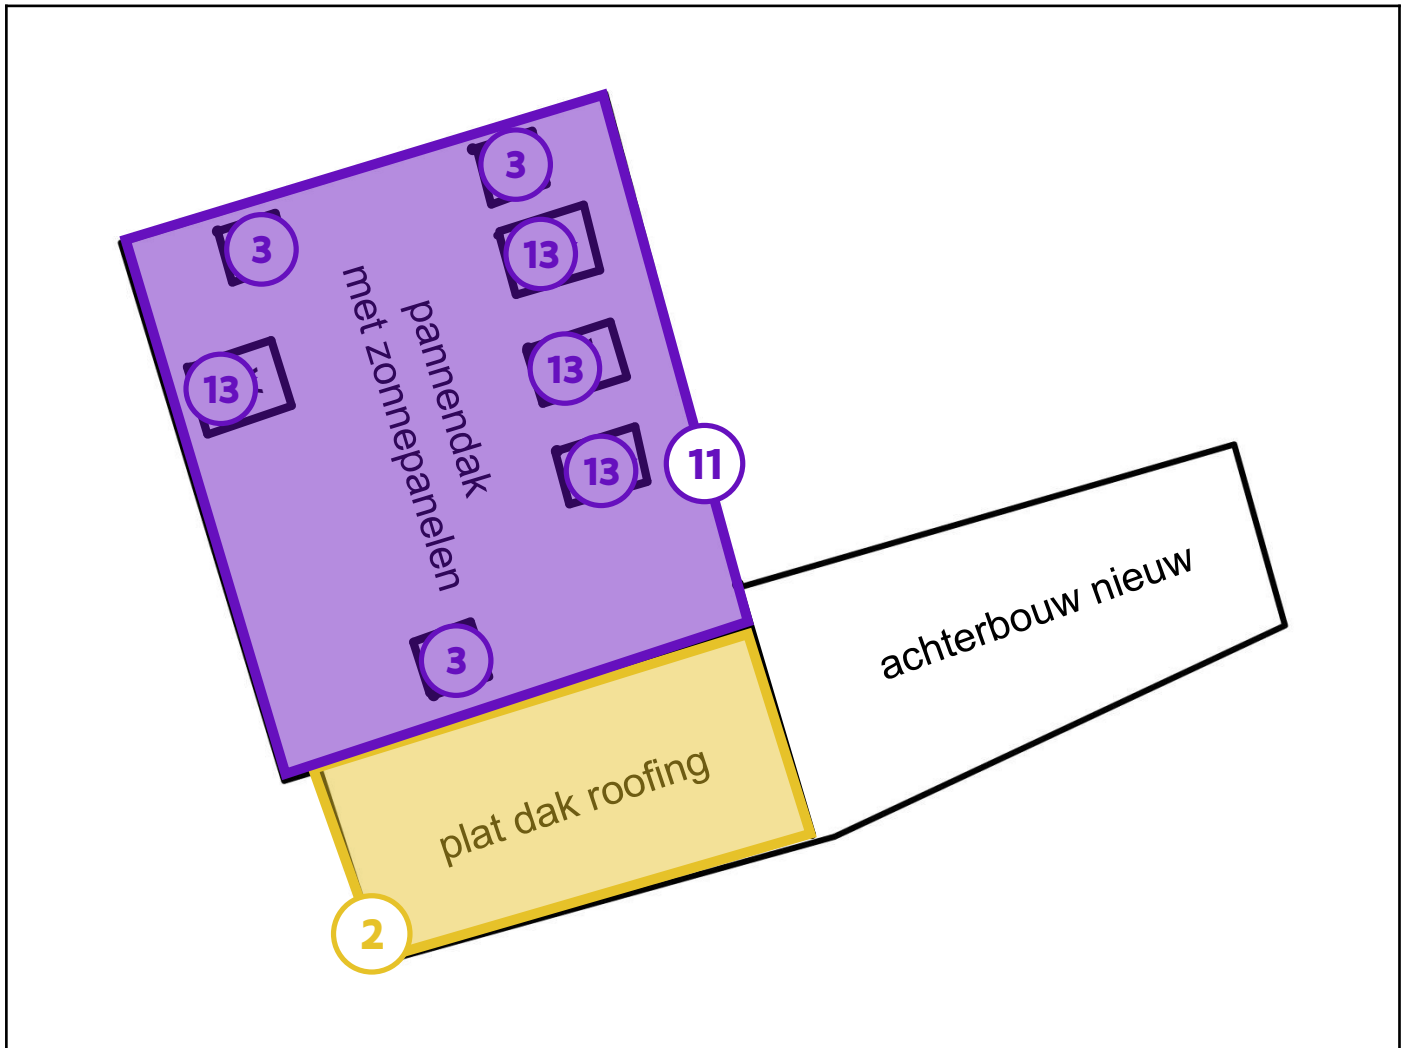 3
3
13
13
13
13
pannendak
met zonnepanelen
11
3
achterbouw nieuw
plat dak roofing
2